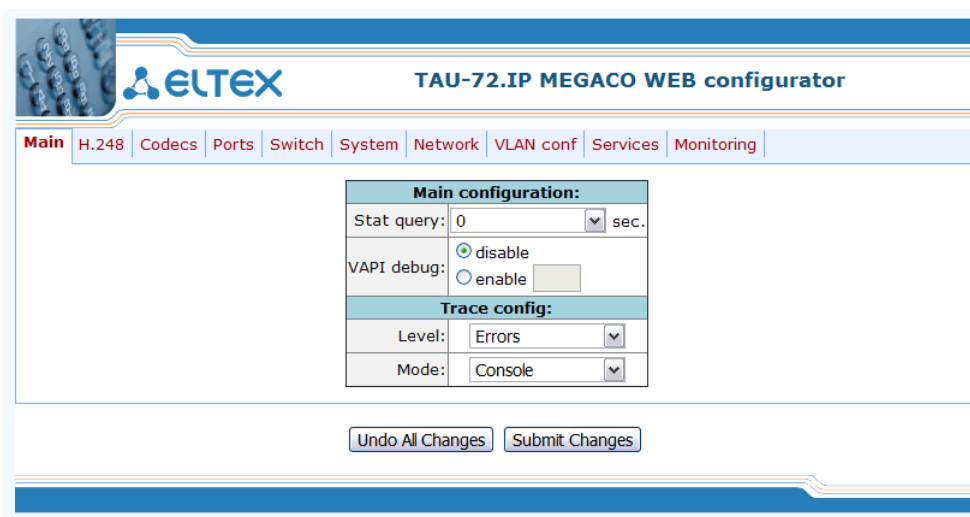 ELTEX
TAU-72.IP MEGACO WEB configurator
Main H.248 Codecs Ports Switch System Network VLAN conf Services Monitoring
Main configuration:
Stat query: 0 sec.
VAPI debug: disable
enable
Trace config:
Level: Errors
Mode: Console
Undo All Changes Submit Changes